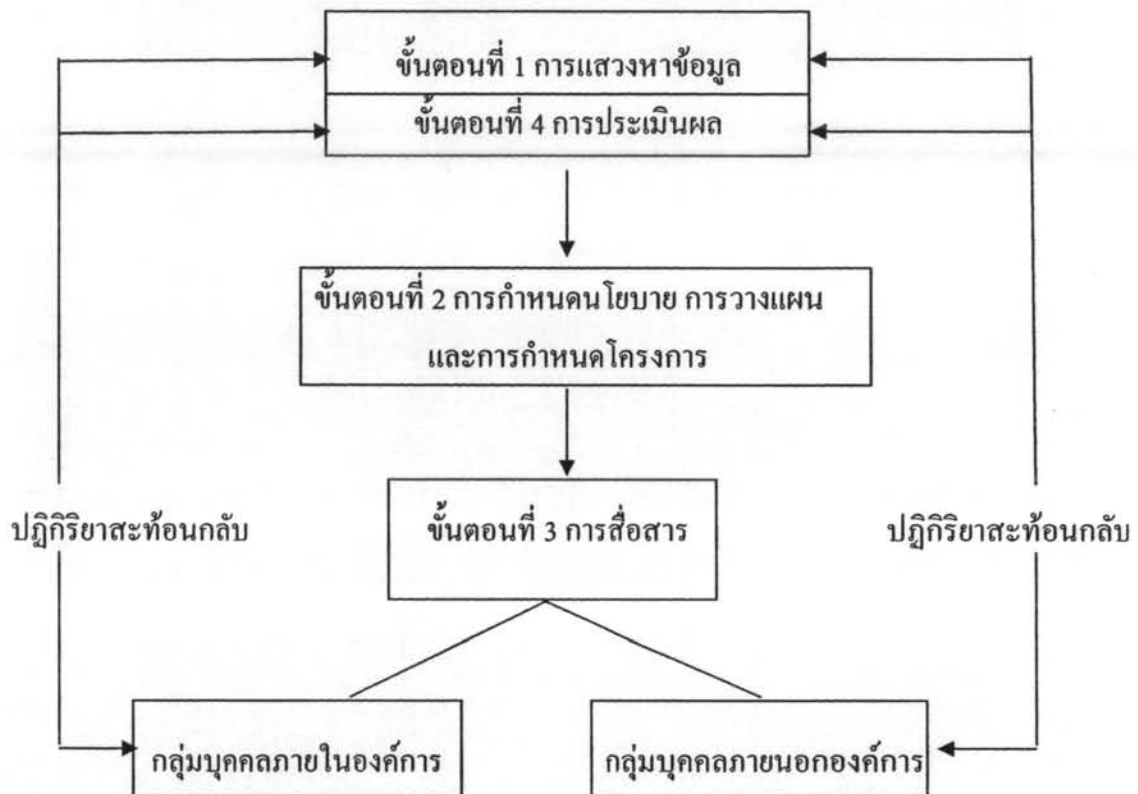 ขั้นตอนที่ 1 การแสวงหาข้อมูล
ขั้นตอนที่ 4 การประเมินผล
ขั้นตอนที่ 2 การกำหนดนโยบาย การวางแผน
และการกำหนดโครงการ
ขั้นตอนที่ 3 การสื่อสาร
ปฏิกิริยาสะท้อนกลับ
ปฏิกิริยาสะท้อนกลับ
กลุ่มบุคคลภายในองค์การ
กลุ่มบุคคลภายนอกองค์การ